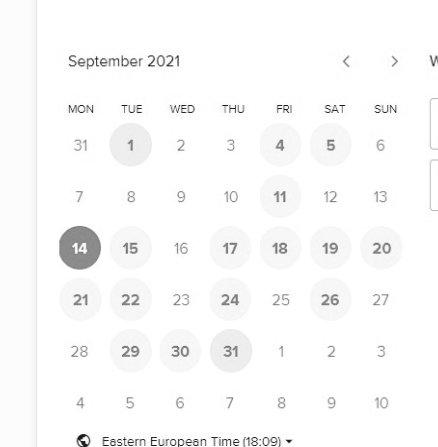 September 2021
MON TUE WED THU FRI SAT SUN
31 1 2 3 4 5 6
7 8 9 10 11 12 13
14 15 16 17 18 19 20
21 22 23 24 25 26 27
28 29 30 31 1 2 3
4 5 6 7 8 9 10
Eastern European Time (18:09)